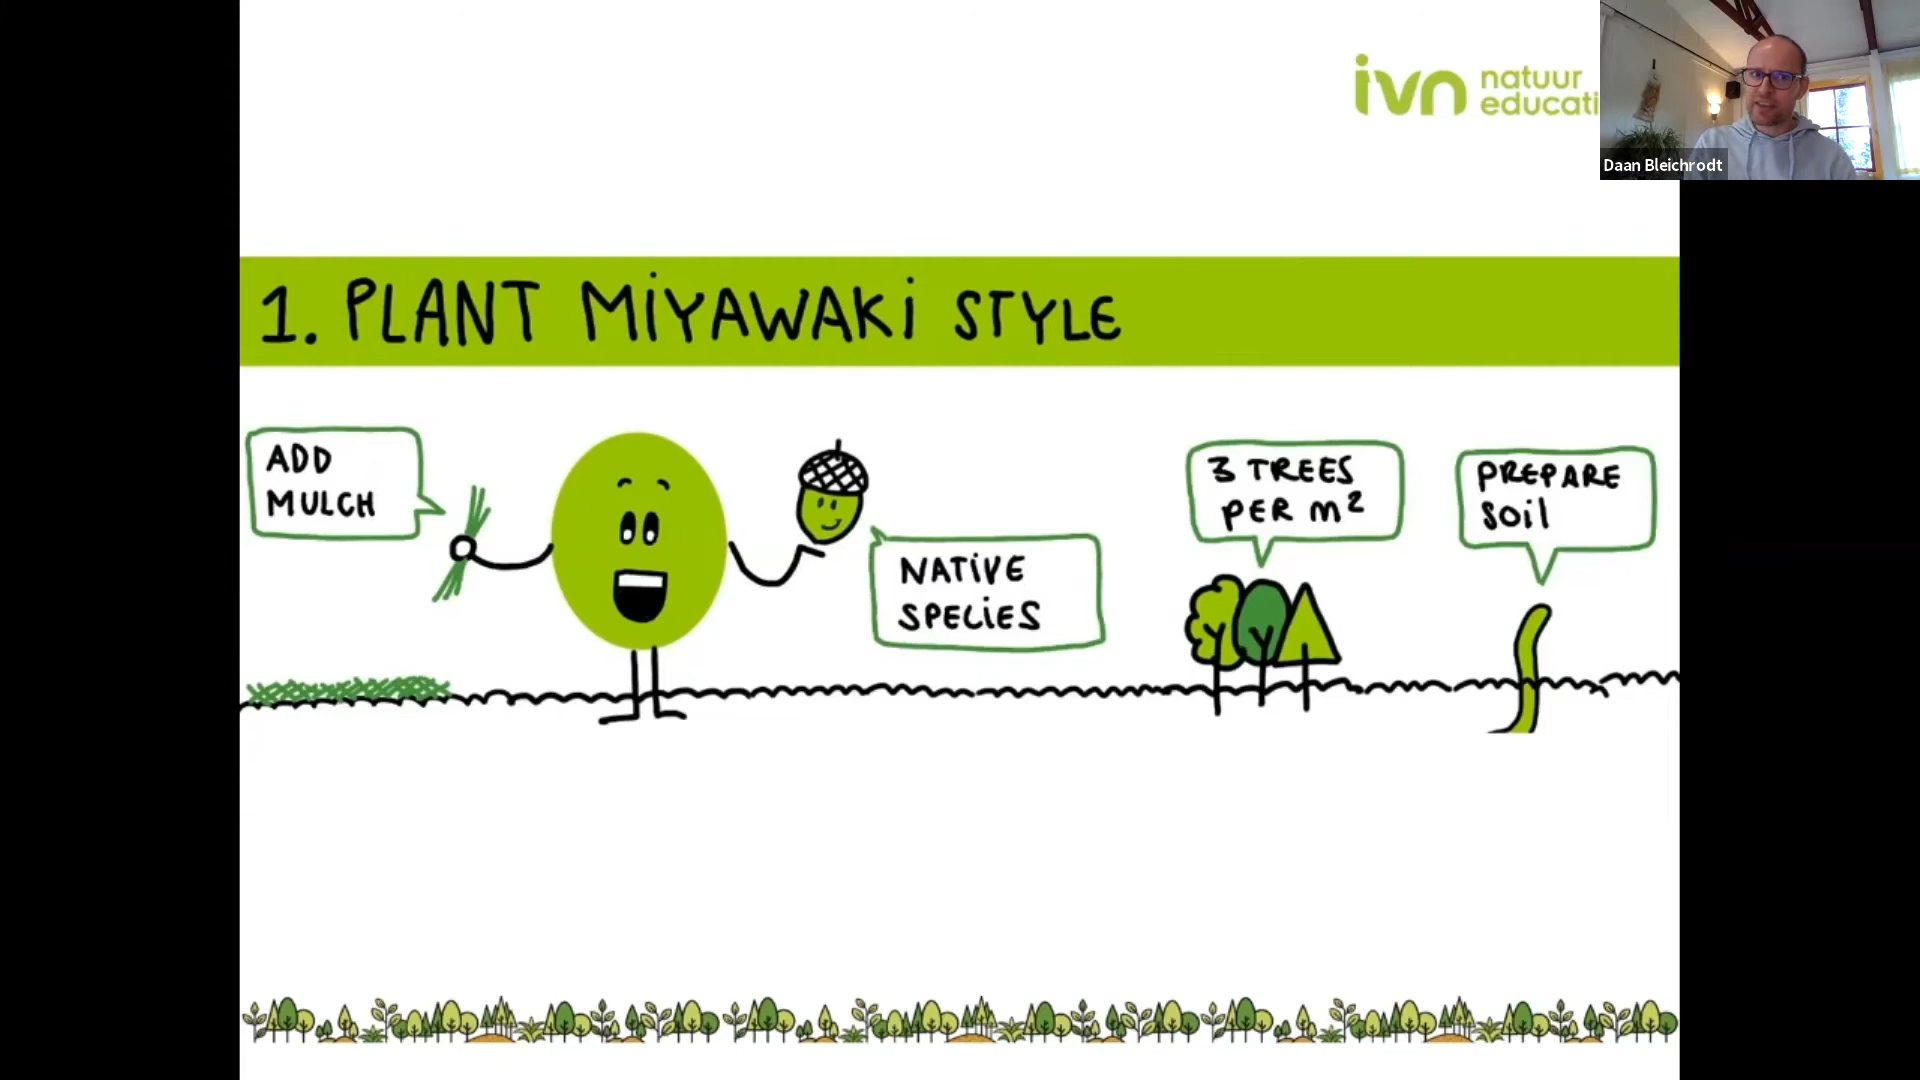 ivn natuur
educati
Daan Bleichrodt
1. PLANT MiYAWAKi STYLE
ADD
MULCH
NATIVE
SPECIES
3 TREES
PER m²
PREPARE
SOIL